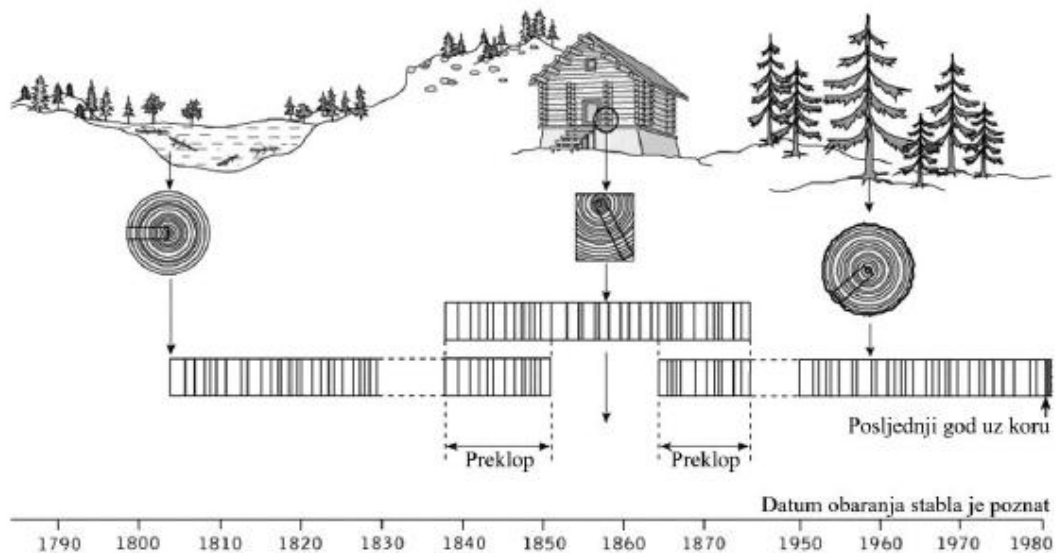 Posljednji god uz koru
Preklop
Preklop
Datum obaranja stabla je poznat
1790 1800 1810 1820 1830 1840 1850 1860 1870 1950 1960 1970 1980